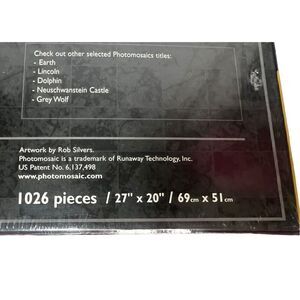 Check out other selected Photomosaics titles:
- Earth
- Lincoln
- Dolphin
- Neuschwanstein Castle
- Grey Wolf
Artwork by Rob Silvers.
Photomosaic is a trademark of Runaway Technology, Inc.
US Patent No. 6,137,498
www.photomosaic.com
1026 pieces / 27" x 20" / 69cm x 51cm